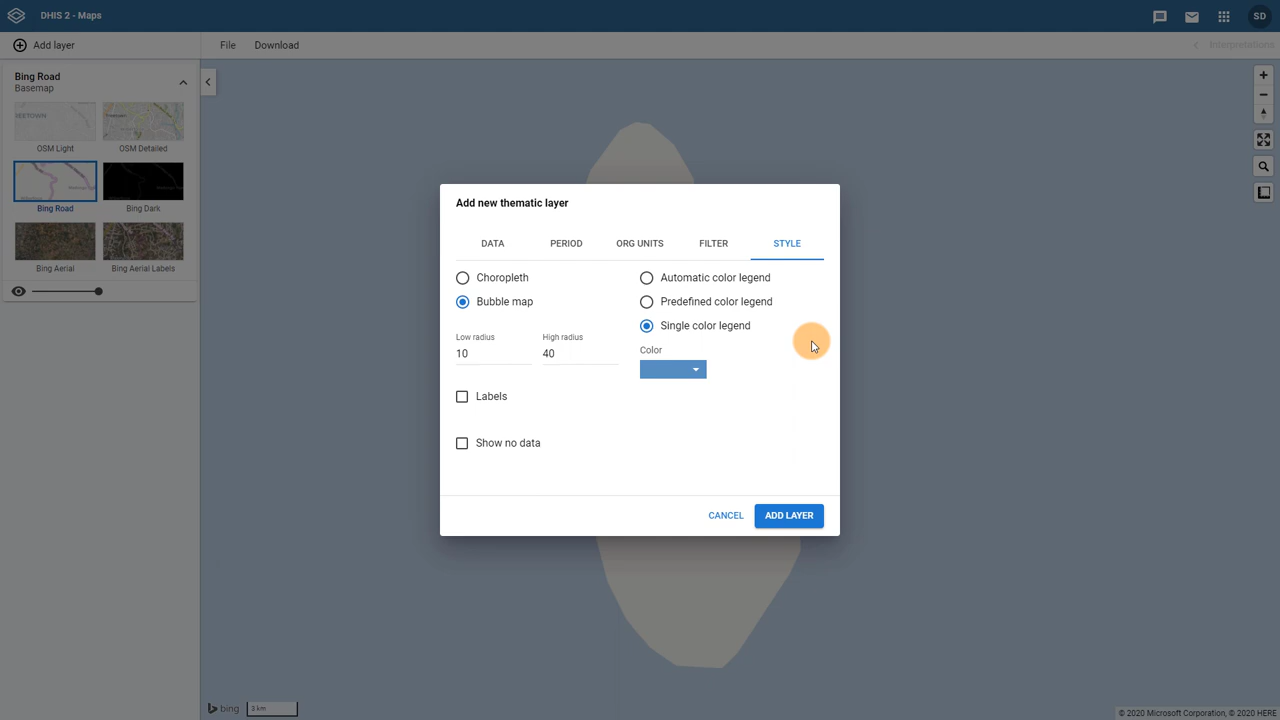 DHIS 2 - Maps
SD
Add layer
File
Download
Interpretations
Bing Road
Basemap
OSM Light
OSM Detailed
Bing Road
Bing Dark
Bing Aerial
Bing Aerial Labels
Add new thematic layer
DATA
PERIOD
ORG UNITS
FILTER
STYLE
Choropleth
Automatic color legend
Bubble map
Predefined color legend
Single color legend
Low radius
High radius
10
40
Color
Labels
Show no data
CANCEL
ADD LAYER
bing
3 km
© 2020 Microsoft Corporation, © 2020 HERE